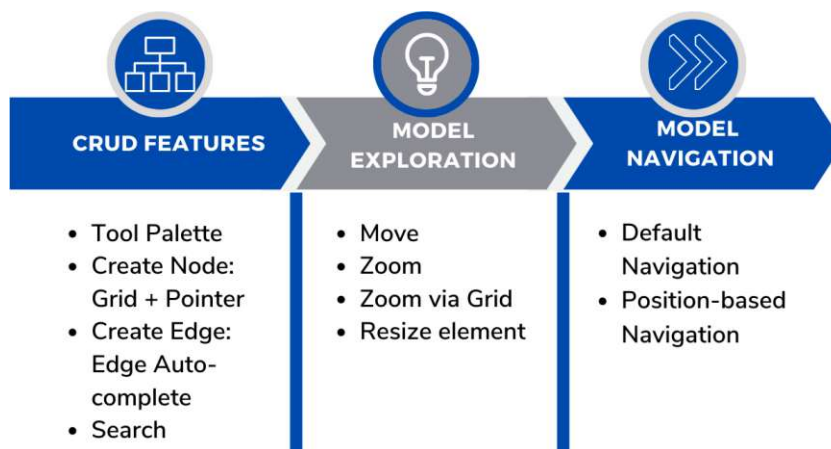 CRUD FEATURES
• Tool Palette
• Create Node:
Grid + Pointer
• Create Edge:
Edge Auto-
complete
• Search
MODEL
EXPLORATION
• Move
• Zoom
• Zoom via Grid
• Resize element
MODEL
NAVIGATION
• Default
Navigation
• Position-based
Navigation